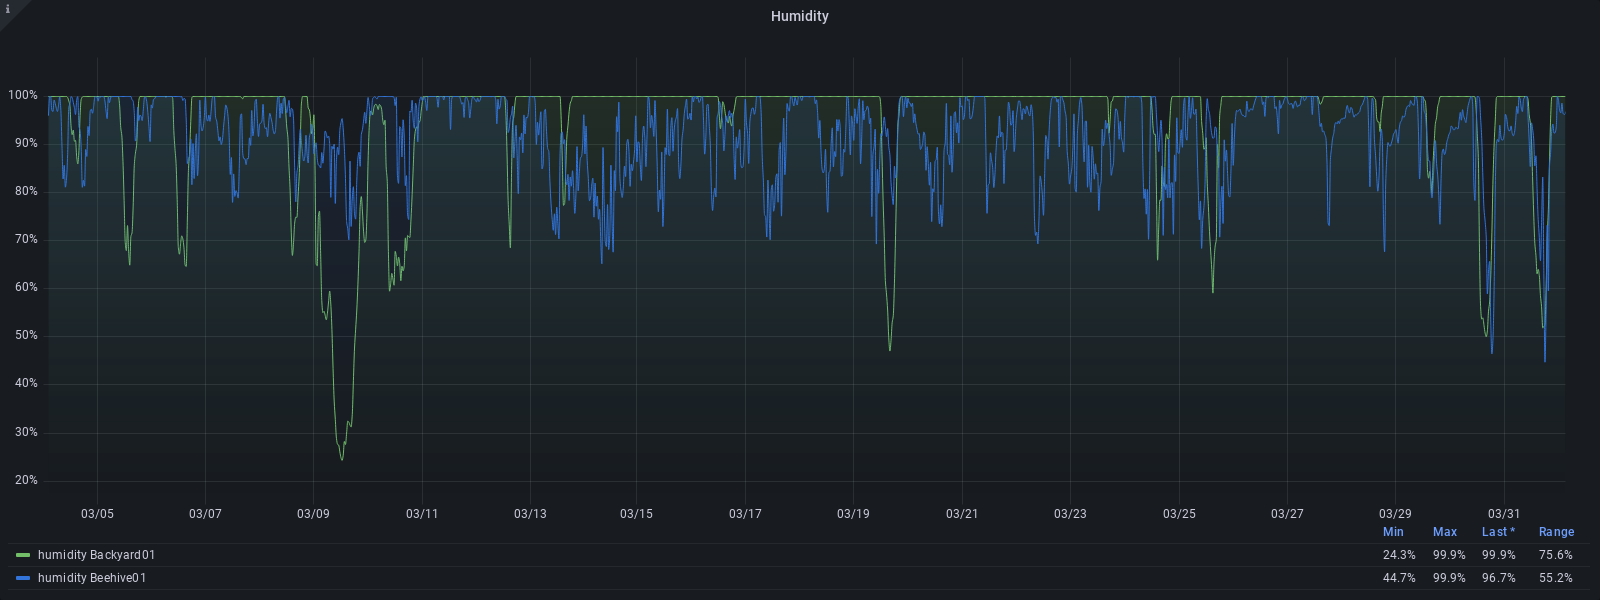 i
Humidity
100%
90%
80%
70%
60%
50%
40%
30%
20%
03/05 03/07 03/09 03/11 03/13 03/15 03/17 03/19 03/21 03/23 03/25 03/27 03/29 03/31
Min Max Last * Range
humidity Backyard01 24.3% 99.9% 99.9% 75.6%
humidity Beehive01 44.7% 99.9% 96.7% 55.2%